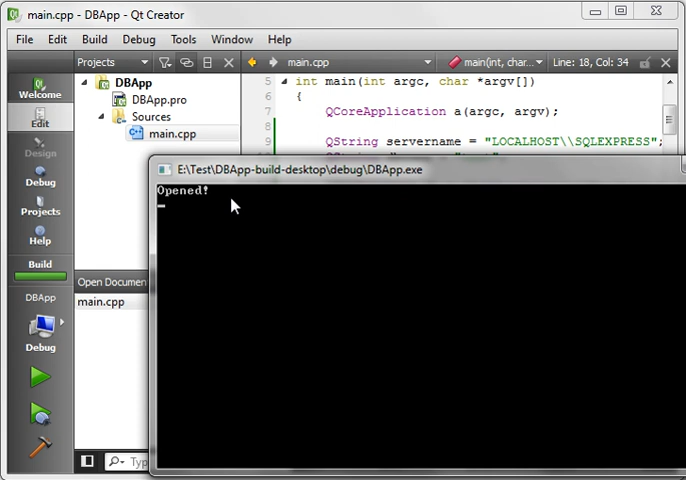 main.cpp - DBApp - Qt Creator
File Edit Build Debug Tools Window Help
Projects main.cpp main(int, char... Line: 18, Col: 34
Welcome
Edit
Design
Debug
Projects
Help
Build
DBApp
Debug
DBApp
DBApp.pro
Sources
main.cpp
Open Documen
main.cpp
Typ
5 int main(int argc, char *argv[])
6 {
7 QCoreApplication a(argc, argv);
8
9 QString servername = "LOCALHOST\\SQLEXPRESS";
E:\Test\DBApp-build-desktop\debug\DBApp.exe
Opened!